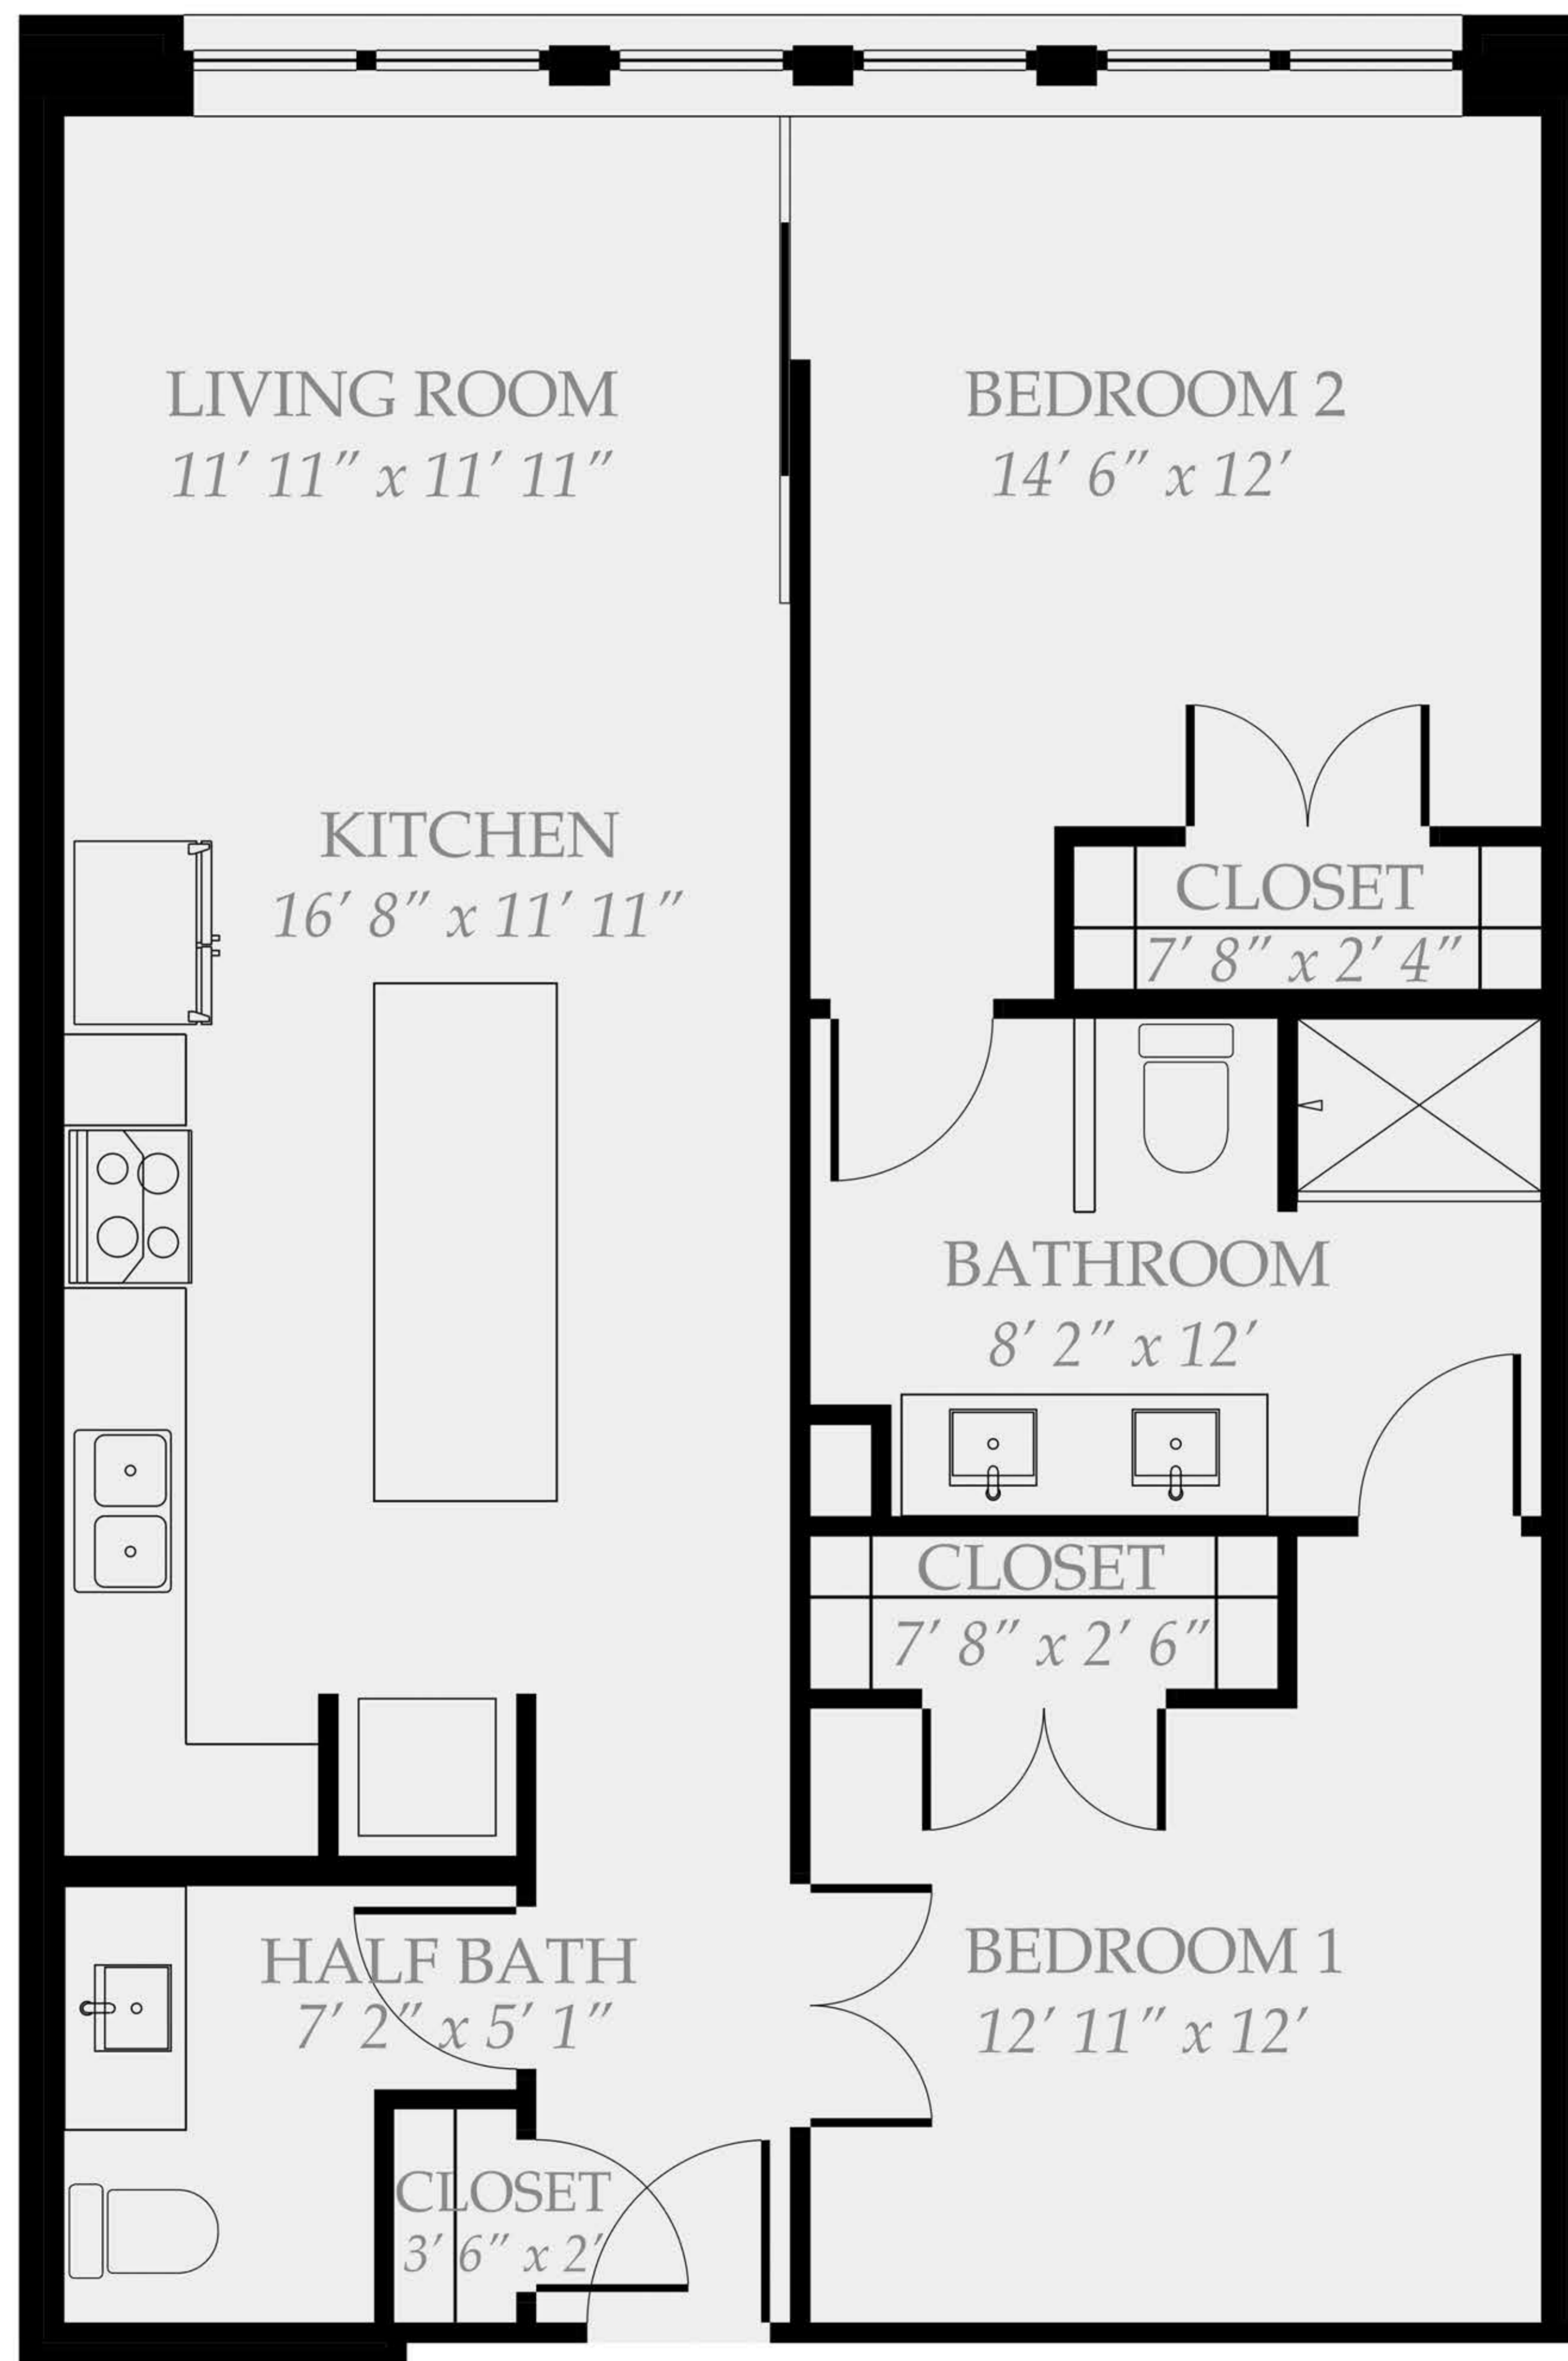 LIVING ROOM
11' 11" x 11' 11"
BEDROOM 2
14' 6" x 12'
KITCHEN
16' 8" x 11' 11"
CLOSET
7' 8" x 2' 4"
BATHROOM
8' 2" x 12'
CLOSET
7' 8" x 2' 6"
HALF BATH
7' 2" x 5' 1"
BEDROOM 1
12' 11" x 12'
CLOSET
3' 6" x 2'